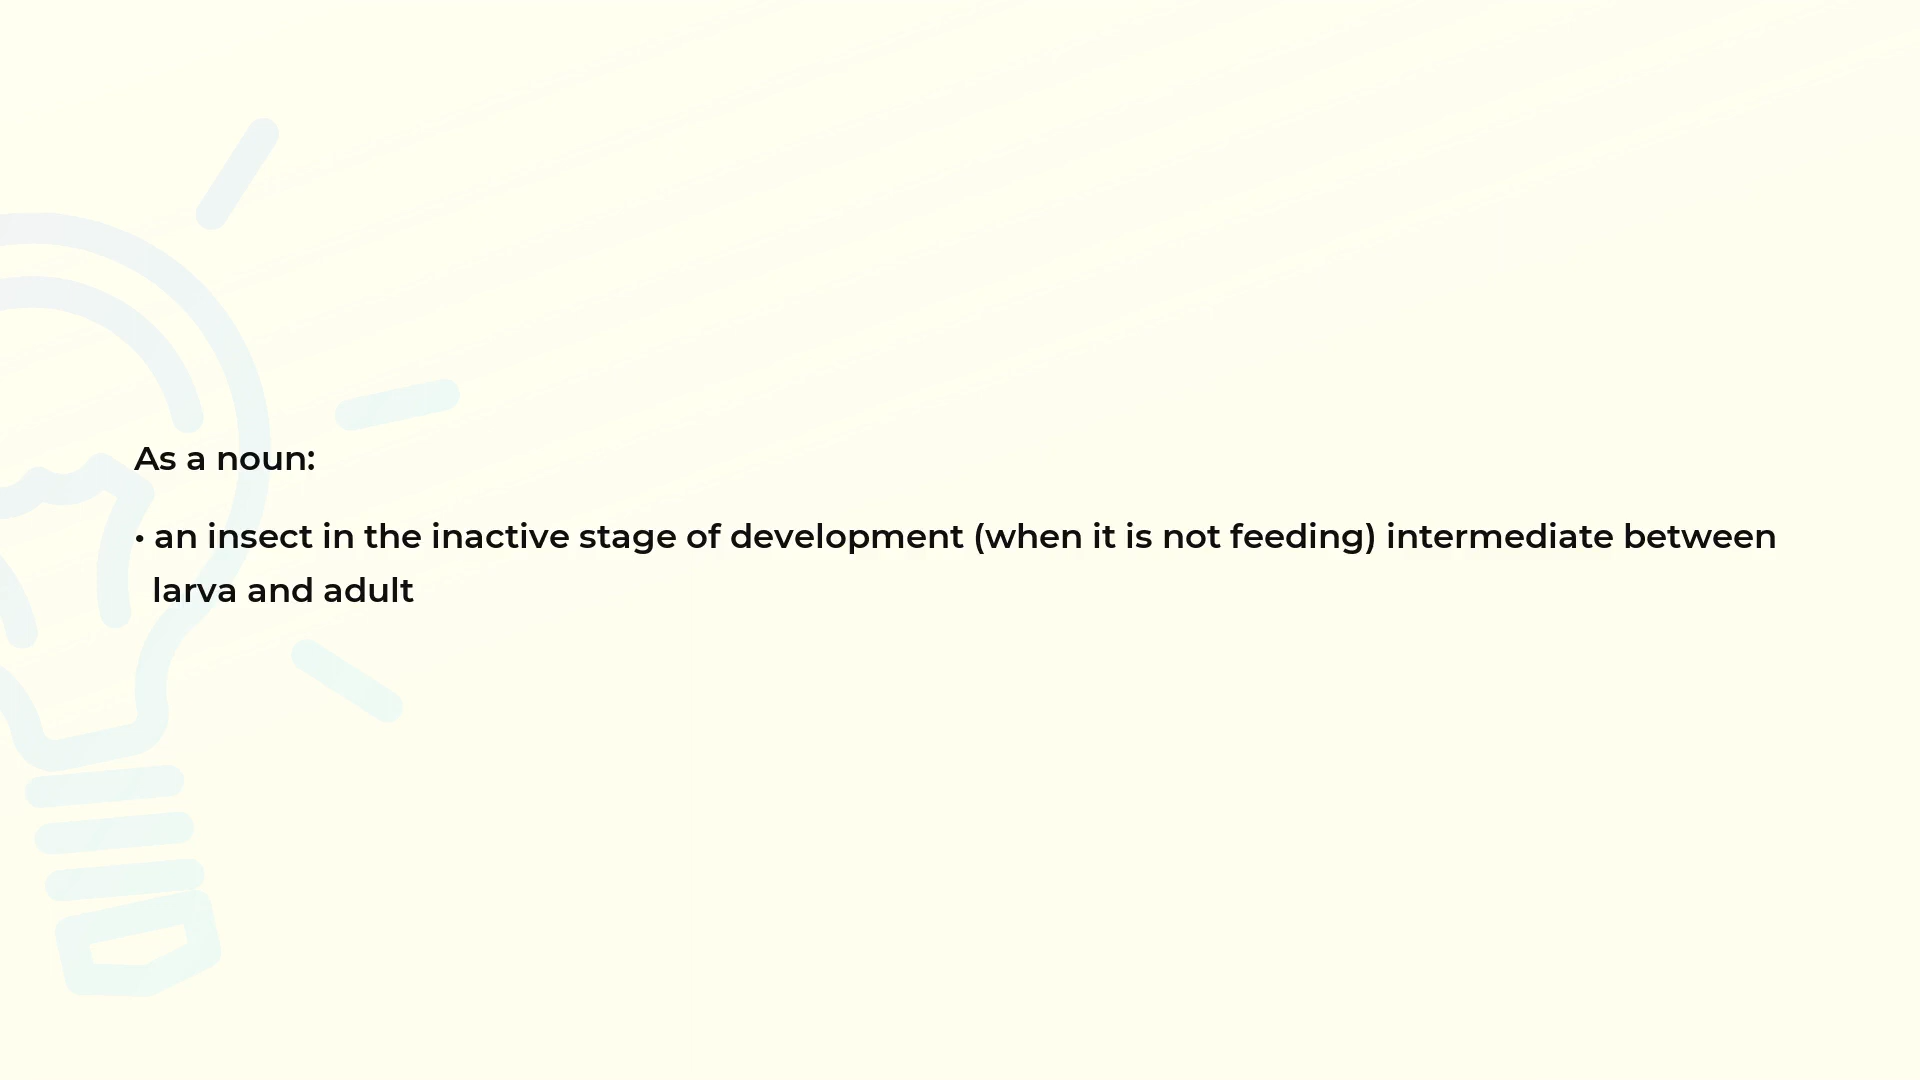 As a noun:
• an insect in the inactive stage of development (when it is not feeding) intermediate between
larva and adult